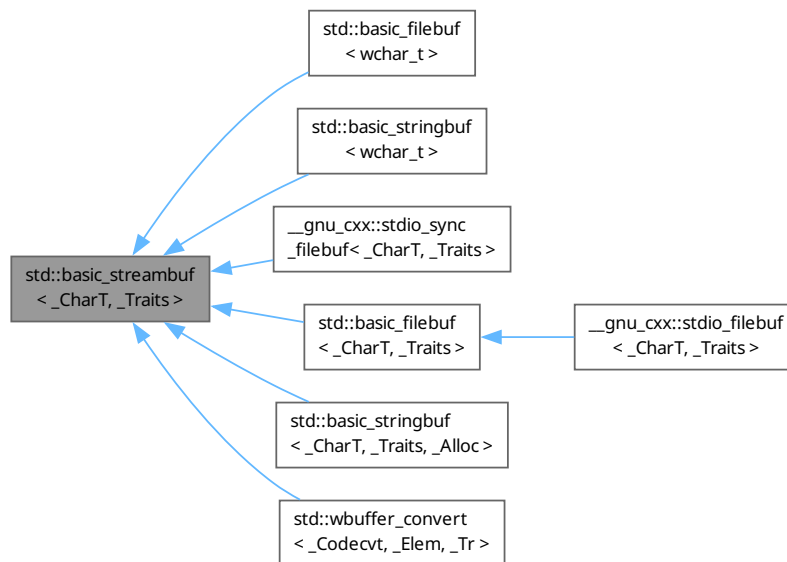 std::basic_filebuf
< wchar_t >
std::basic_stringbuf
< wchar_t >
__gnu_cxx::stdio_sync
_filebuf< _CharT, _Traits >
std::basic_streambuf
< _CharT, _Traits >
std::basic_filebuf
< _CharT, _Traits >
__gnu_cxx::stdio_filebuf
< _CharT, _Traits >
std::basic_stringbuf
< _CharT, _Traits, _Alloc >
std::wbuffer_convert
< _Codecvt, _Elem, _Tr >